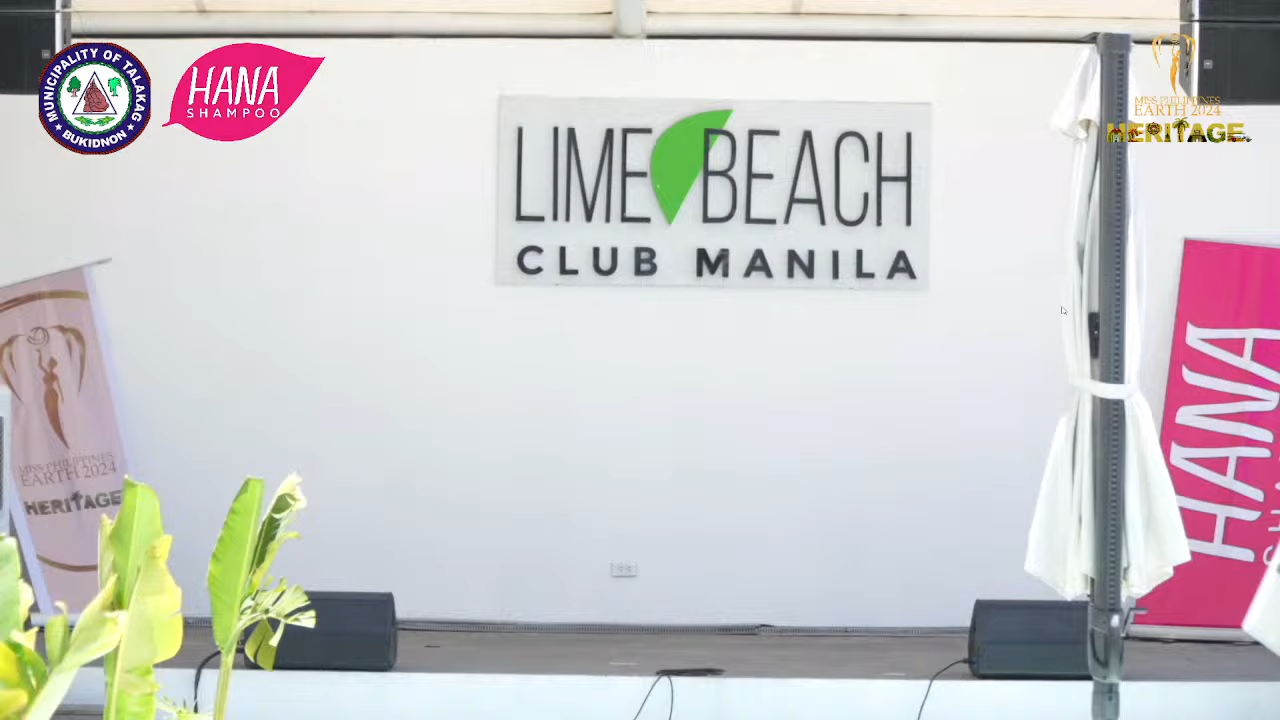 MUNICIPALITY OF TALAKAG
BUKIDNON
HANA
SHAMPOO
MISS PHILIPPINES
EARTH 2024
HERITAGE
LIME BEACH
CLUB MANILA
MISS PHILIPPINES
EARTH 2024
HERITAGE
HANA